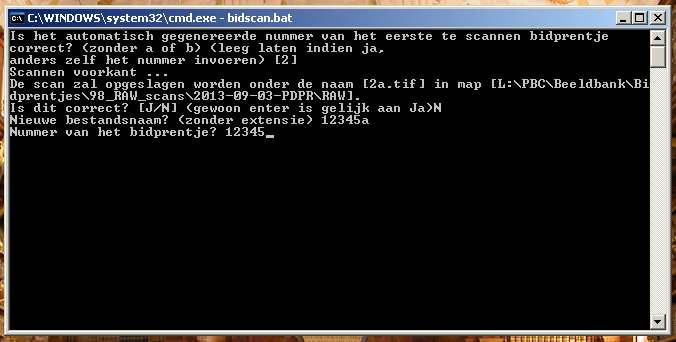 C:\WINDOWS\system32\cmd.exe - bidscan.bat
Is het automatisch gegenereerde nummer van het eerste te scannen bidprentje
correct? (zonder a of b) (leeg laten indien ja,
anders zelf het nummer invoeren) [2]
Scannen voorkant ...
De scan zal opgeslagen worden onder de naam [2a.tif] in map [L:\PBC\Beeldbank\Bi
dprentjes\98_RAW_scans\2013-09-03-PDPR\RAW].
Is dit correct? [J/N] (gewoon enter is gelijk aan Ja)N
Nieuwe bestandsnaam? (zonder extensie) 12345a
Nummer van het bidprentje? 12345_